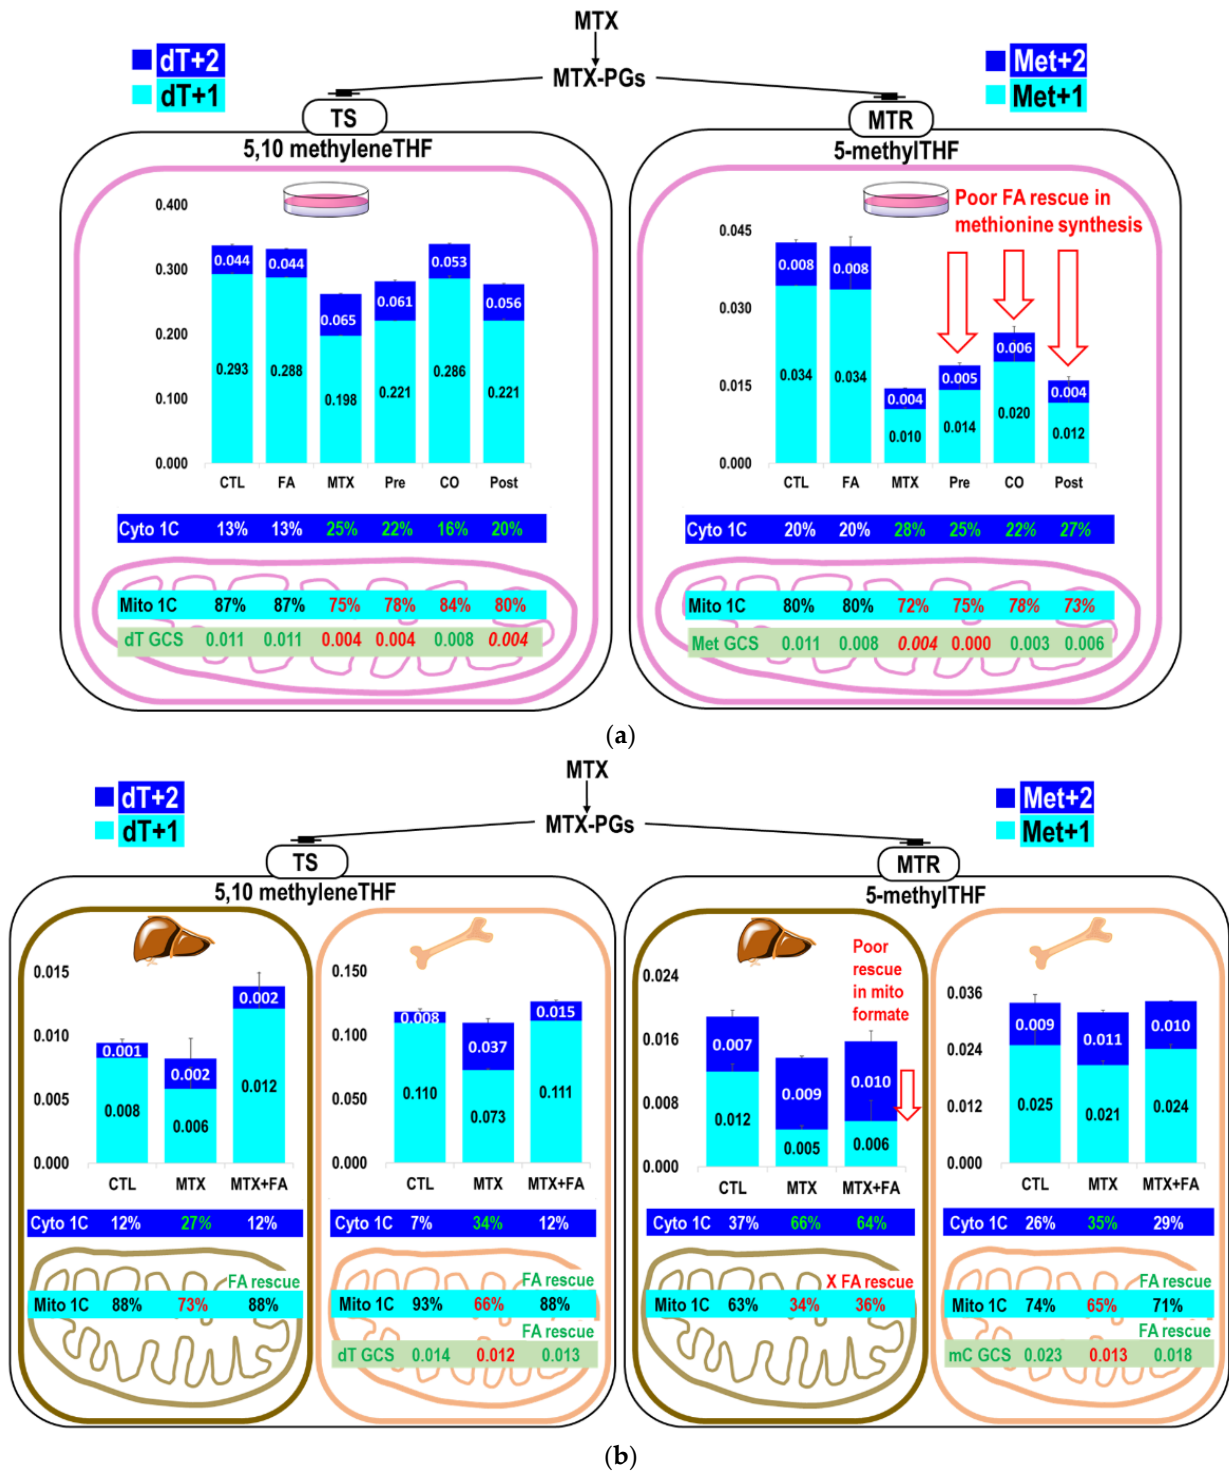 MTX
dT+2
dT+1
MTX-PGs
Met+2
Met+1
TS
MTR
5,10 methyleneTHF
5-methylTHF
0.400
0.300
0.200
0.100
0.000
0.044 0.044 0.065 0.061 0.053 0.056
0.293 0.288 0.198 0.221 0.286 0.221
CTL FA MTX Pre CO Post
Cyto 1C 13% 13% 25% 22% 16% 20%
Mito 1C 87% 87% 75% 78% 84% 80%
dT GCS 0.011 0.011 0.004 0.004 0.008 0.004
Poor FA rescue in
methionine synthesis
0.045
0.030
0.015
0.000
0.008 0.008 0.004 0.005 0.006 0.004
0.034 0.034 0.010 0.014 0.020 0.012
CTL FA MTX Pre CO Post
Cyto 1C 20% 20% 28% 25% 22% 27%
Mito 1C 80% 80% 72% 75% 78% 73%
Met GCS 0.011 0.008 0.004 0.000 0.003 0.006
(a)
MTX
dT+2
dT+1
MTX-PGs
Met+2
Met+1
TS
MTR
5,10 methyleneTHF
5-methylTHF
0.015
0.010
0.005
0.000
0.001 0.002 0.002
0.008 0.006 0.012
CTL MTX MTX+FA
Cyto 1C 12% 27% 12%
FA rescue
Mito 1C 88% 73% 88%
0.150
0.100
0.050
0.000
0.008 0.037 0.015
0.110 0.073 0.111
CTL MTX MTX+FA
Cyto 1C 7% 34% 12%
FA rescue
Mito 1C 93% 66% 88%
FA rescue
dT GCS 0.014 0.012 0.013
Poor
rescue
in mito
formate
0.024
0.016
0.008
0.000
0.007 0.009 0.010
0.012 0.005 0.006
CTL MTX MTX+FA
Cyto 1C 37% 66% 64%
X FA rescue
Mito 1C 63% 34% 36%
0.036
0.024
0.012
0.000
0.009 0.011 0.010
0.025 0.021 0.024
CTL MTX MTX+FA
Cyto 1C 26% 35% 29%
FA rescue
Mito 1C 74% 65% 71%
FA rescue
mC GCS 0.023 0.013 0.018
(b)